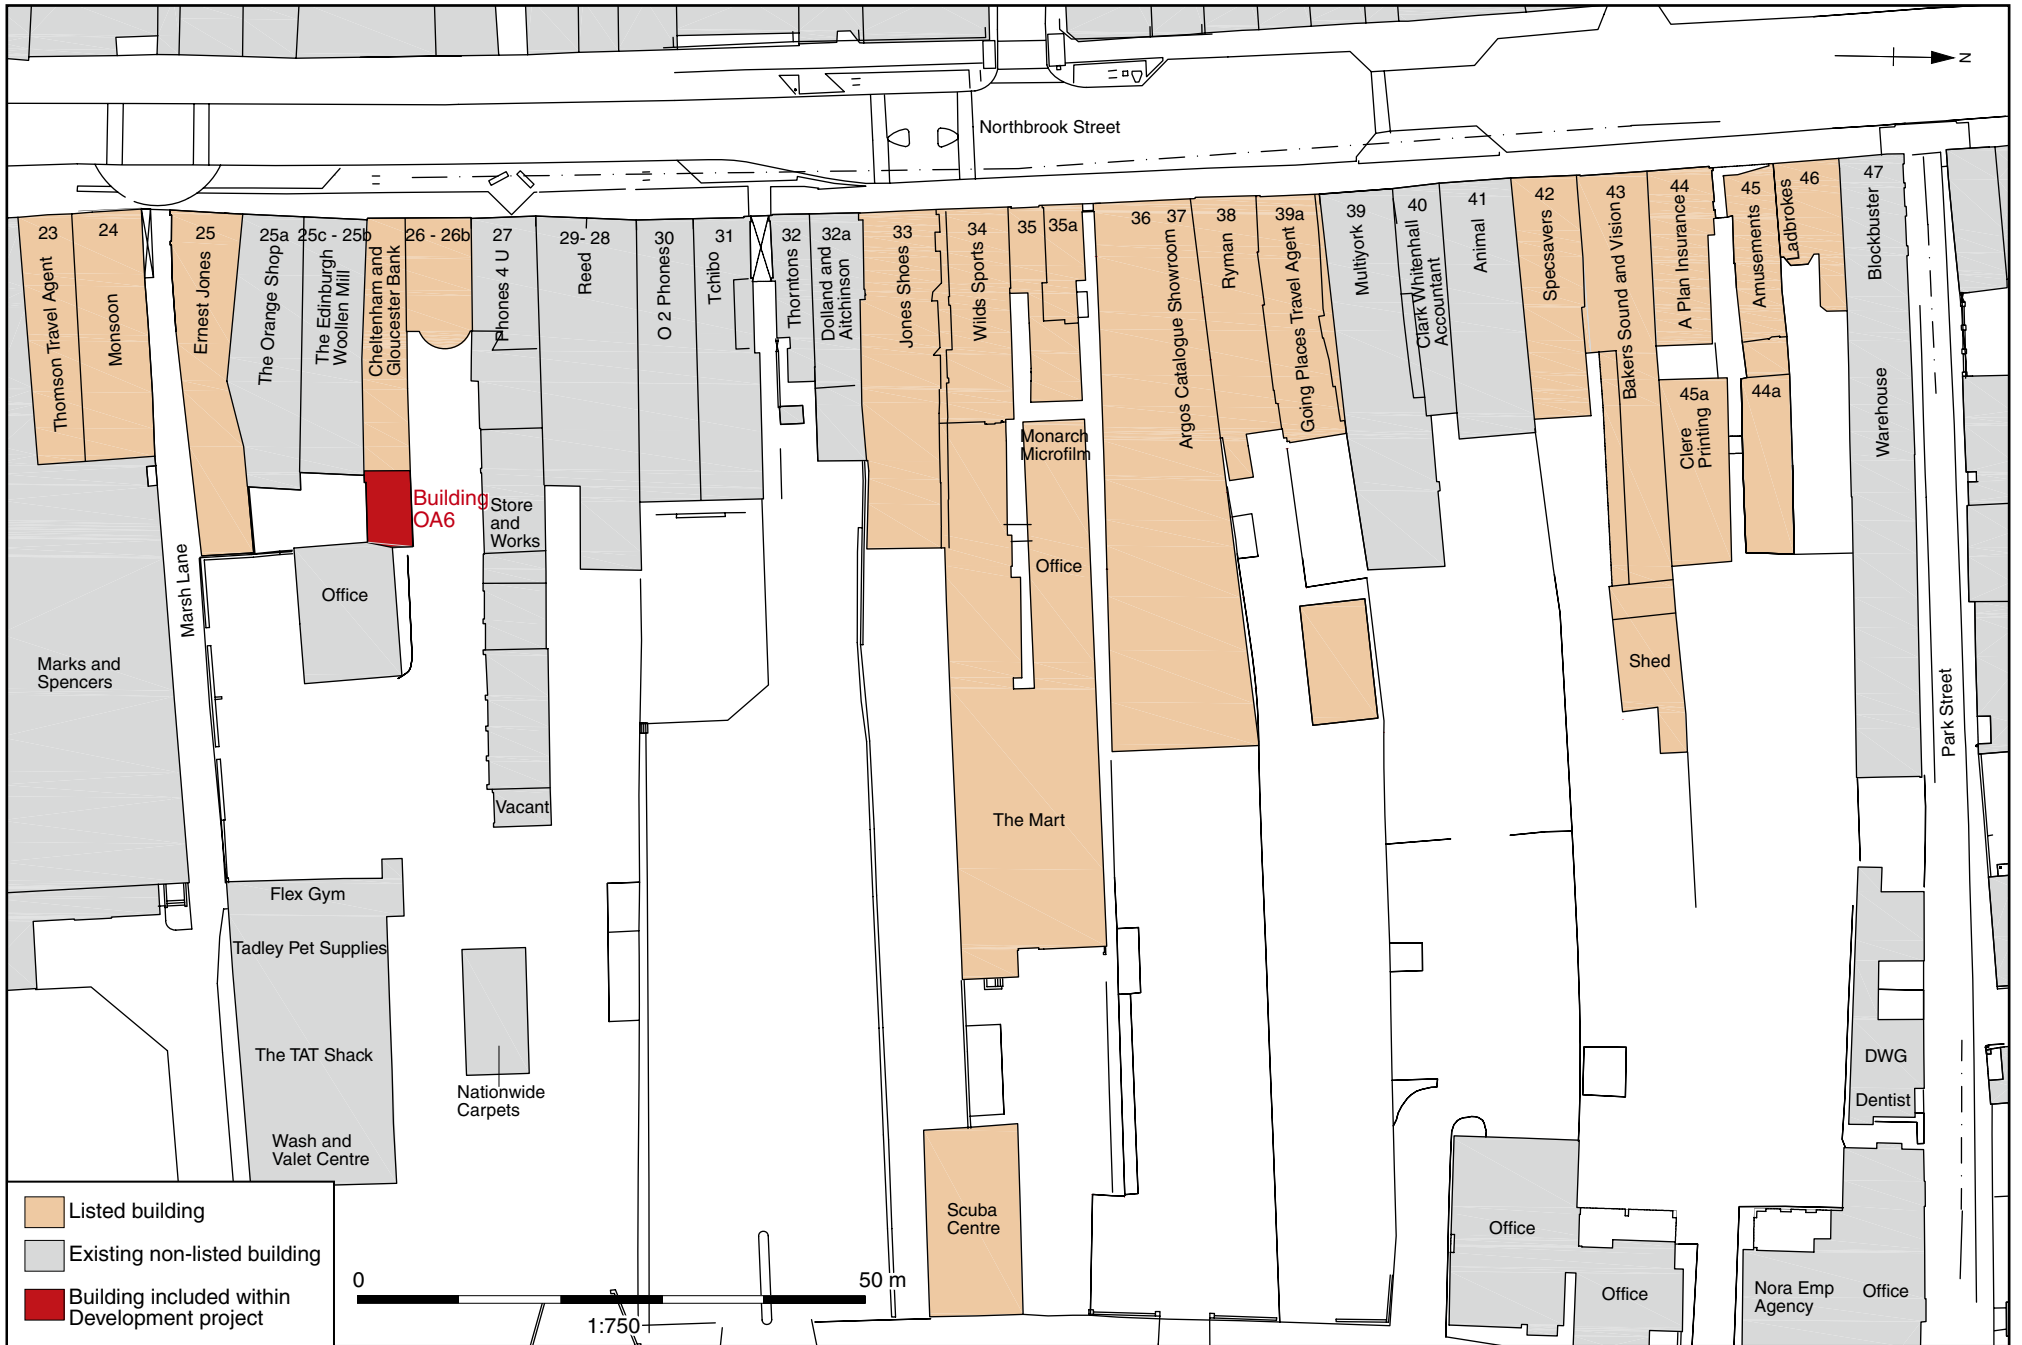 N
Northbrook Street
23
Thomson Travel Agent
24
Monsoon
25
Ernest Jones
25a
The Orange Shop
25c - 25b
The Edinburgh
Woollen Mill
Cheltenham and
Gloucester Bank
26 - 26b
27
Phones 4 U
29- 28
Reed
30
O 2 Phones
31
Tchibo
32
Thorntons
32a
Dolland and
Aitchinson
33
Jones Shoes
34
Wilds Sports
35
35a
36
37
Argos Catalogue Showroom
38
Ryman
39a
Going Places Travel Agent
39
Multiyork
40
Clark Whitenhall
Accountant
41
Animal
42
Specsavers
43
Bakers Sound and Vision
44
A Plan Insurance
45
Amusements
Ladbrokes
46
47
Blockbuster
Warehouse
45a
Clere
Printing
44a
Monarch
Microfilm
Building
OA6
Store
and
Works
Office
Office
Marsh Lane
Marks and
Spencers
Shed
Park Street
Vacant
The Mart
Flex Gym
Tadley Pet Supplies
The TAT Shack
Nationwide
Carpets
Wash and
Valet Centre
DWG
Dentist
Scuba
Centre
Office
Office
Nora Emp
Agency
Office
Listed building
Existing non-listed building
Building included within
Development project
0
50 m
1:750